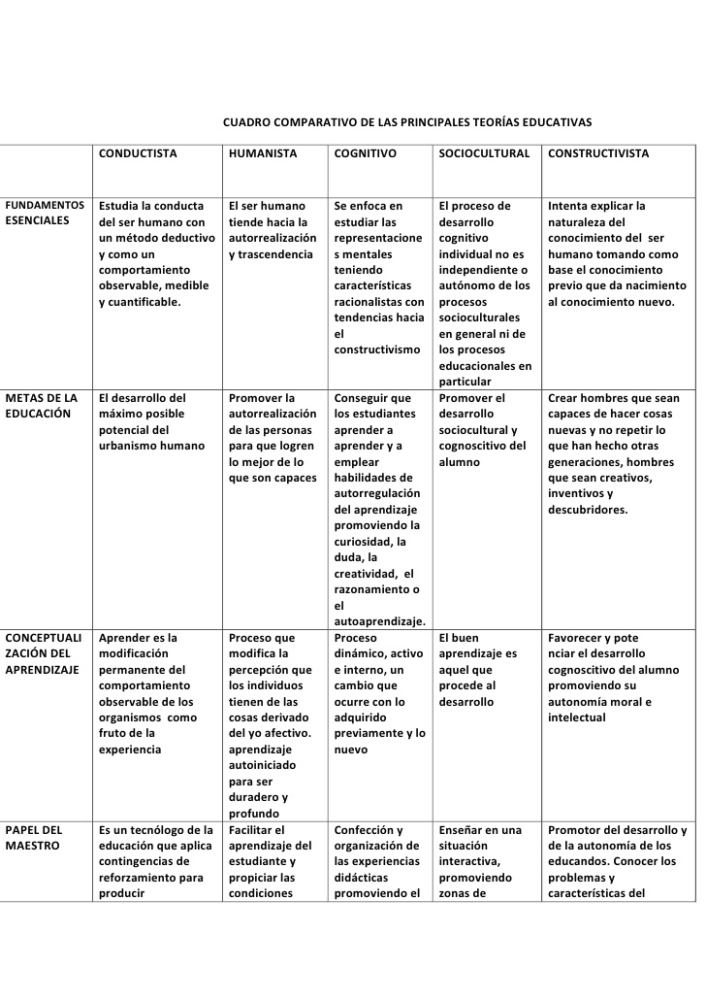 CUADRO COMPARATIVO DE LAS PRINCIPALES TEORÍAS EDUCATIVAS
CONDUCTISTA
HUMANISTA
COGNITIVO
SOCIOCULTURAL
CONSTRUCTIVISTA
FUNDAMENTOS
ESENCIALES
Estudia la conducta
del ser humano con
un método deductivo
y como un
comportamiento
observable, medible
y cuantificable.
El ser humano
tiende hacia la
autorrealización
y trascendencia
Se enfoca en
estudiar las
representacione
s mentales
teniendo
características
racionalistas con
tendencias hacia
el
constructivismo
El proceso de
desarrollo
cognitivo
individual no es
independiente o
autónomo de los
procesos
socioculturales
en general ni de
los procesos
educacionales en
particular
Intenta explicar la
naturaleza del
conocimiento del  ser
humano tomando como
base el conocimiento
previo que da nacimiento
al conocimiento nuevo.
METAS DE LA
EDUCACIÓN
El desarrollo del
máximo posible
potencial del
urbanismo humano
Promover la
autorrealización
de las personas
para que logren
lo mejor de lo
que son capaces
Conseguir que
los estudiantes
aprender a
aprender y a
emplear
habilidades de
autorregulación
del aprendizaje
promoviendo la
curiosidad, la
duda, la
creatividad,  el
razonamiento o
el
autoaprendizaje.
Promover el
desarrollo
sociocultural y
cognoscitivo del
alumno
Crear hombres que sean
capaces de hacer cosas
nuevas y no repetir lo
que han hecho otras
generaciones, hombres
que sean creativos,
inventivos y
descubridores.
CONCEPTUALI
ZACIÓN DEL
APRENDIZAJE
Aprender es la
modificación
permanente del
comportamiento
observable de los
organismos  como
fruto de la
experiencia
Proceso que
modifica la
percepción que
los individuos
tienen de las
cosas derivado
del yo afectivo.
aprendizaje
autoiniciado
para ser
duradero y
profundo
Proceso
dinámico, activo
e interno, un
cambio que
ocurre con lo
adquirido
previamente y lo
nuevo
El buen
aprendizaje es
aquel que
procede al
desarrollo
Favorecer y pote
nciar el desarrollo
cognoscitivo del alumno
promoviendo su
autonomía moral e
intelectual
PAPEL DEL
MAESTRO
Es un tecnólogo de la
educación que aplica
contingencias de
reforzamiento para
producir
Facilitar el
aprendizaje del
estudiante y
propiciar las
condiciones
Confección y
organización de
las experiencias
didácticas
promoviendo el
Enseñar en una
situación
interactiva,
promoviendo
zonas de
Promotor del desarrollo y
de la autonomía de los
educandos. Conocer los
problemas y
características del